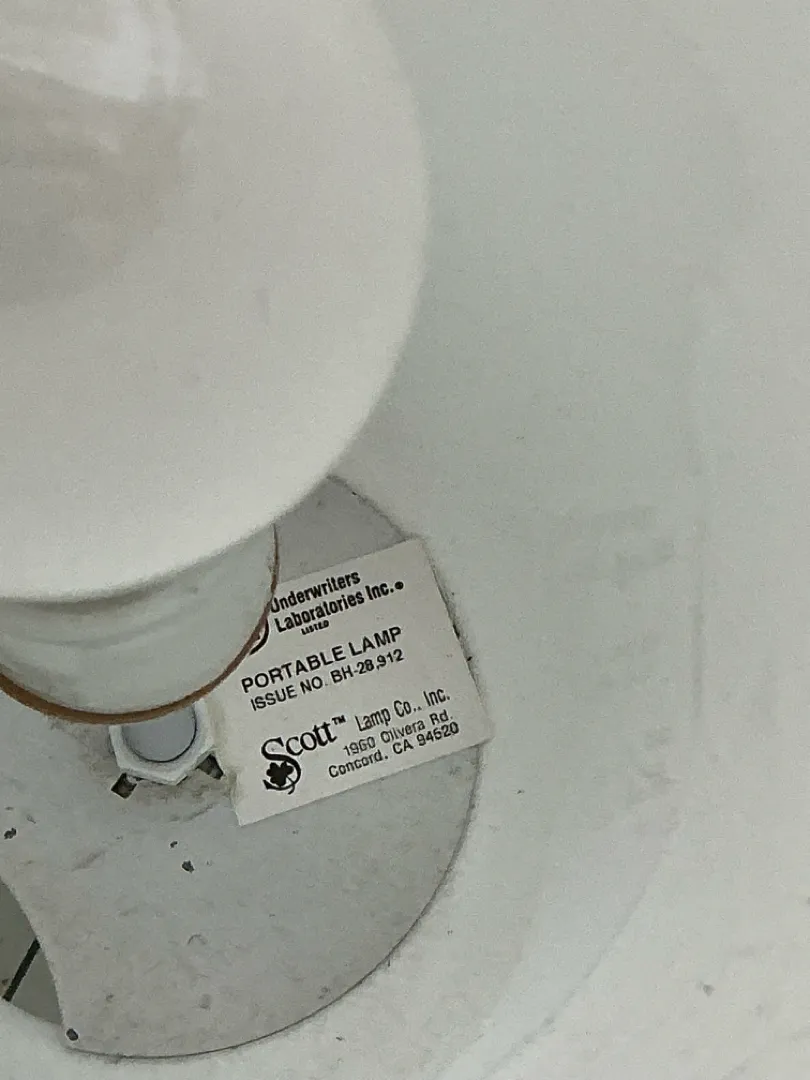 Underwriters
Laboratories Inc.®
LISTED
PORTABLE LAMP
ISSUE NO. BH-28,912
Scott™ Lamp Co., Inc.
1960 Olivera Rd.
Concord, CA 94520